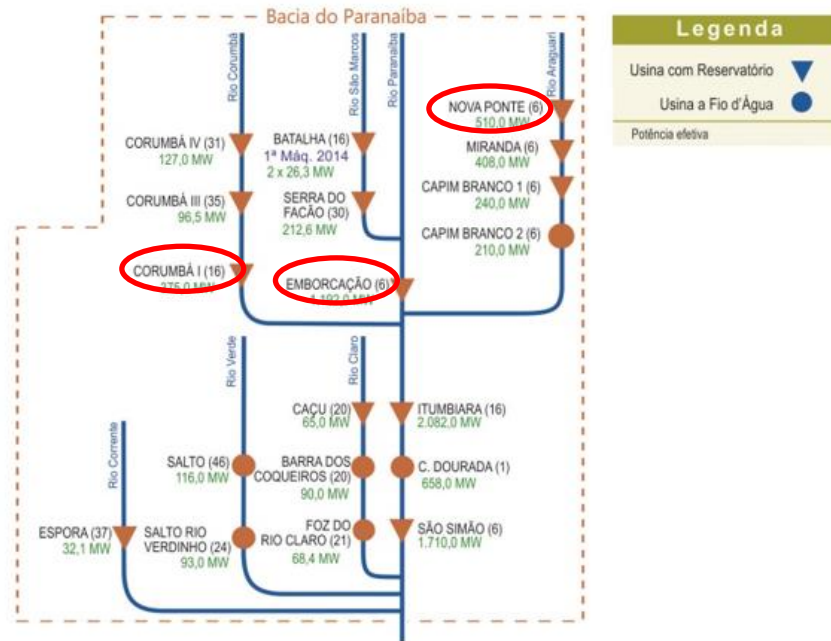 Bacia do Paranaíba
Legenda
Usina com Reservatório
Usina a Fio d'Água
Potência efetiva
Rio Corumbá
Rio São Marcos
Rio Paranaíba
Rio Araguari
NOVA PONTE (6)
510,0 MW
CORUMBÁ IV (31)
127,0 MW
BATALHA (16)
1ª Máq. 2014
2 x 26,3 MW
MIRANDA (6)
408,0 MW
CORUMBÁ III (35)
96,5 MW
SERRA DO
FACÃO (30)
212,6 MW
CAPIM BRANCO 1 (6)
240,0 MW
CAPIM BRANCO 2 (6)
210,0 MW
CORUMBÁ I (16)
375,0 MW
EMBORCAÇÃO (6)
1.192,0 MW
Rio Verde
Rio Claro
Rio Corrente
CAÇU (20)
65,0 MW
ITUMBIARA (16)
2.082,0 MW
SALTO (46)
116,0 MW
BARRA DOS
COQUEIROS (20)
90,0 MW
C. DOURADA (1)
658,0 MW
ESPORA (37)
32,1 MW
SALTO RIO
VERDINHO (24)
93,0 MW
FOZ DO
RIO CLARO (21)
68,4 MW
SÃO SIMÃO (6)
1.710,0 MW